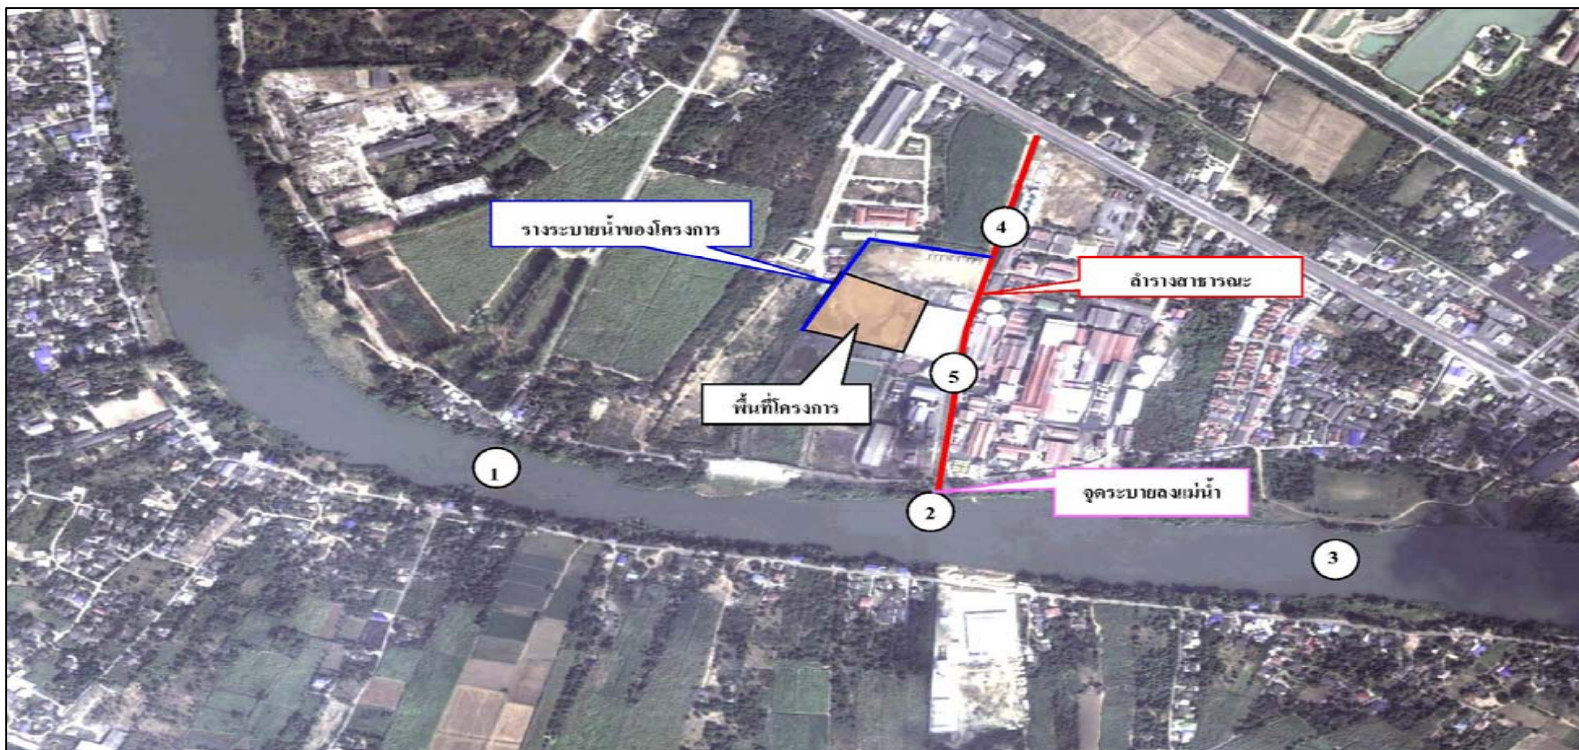 4
รางระบายน้ำของโครงการ
ลำรางสาธารณะ
5
พื้นที่โครงการ
1
จุดระบายลงแม่น้ำ
2
3